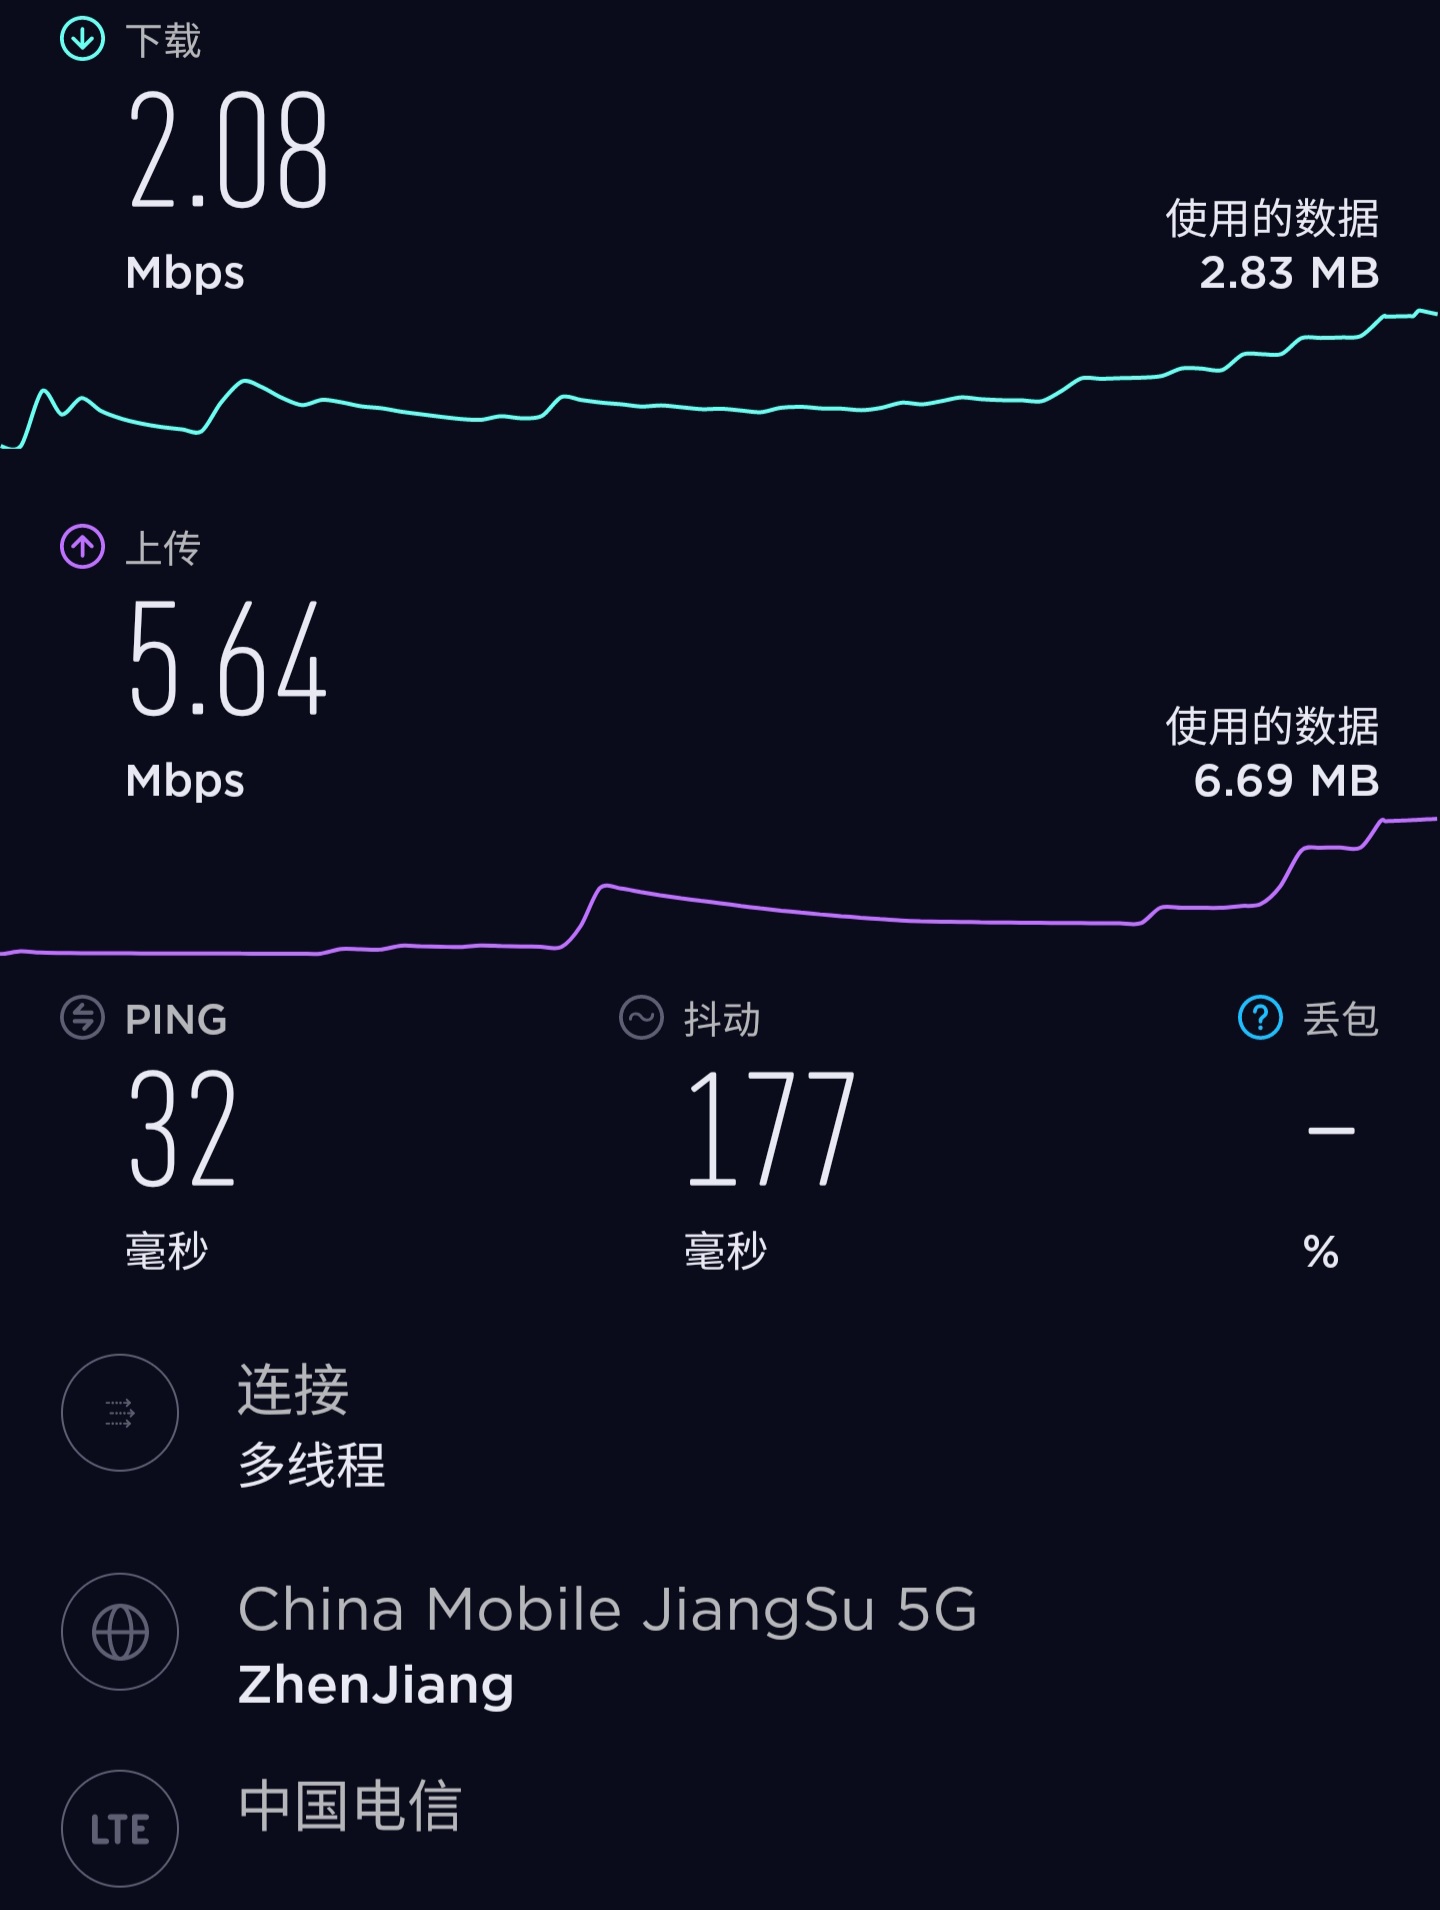 下载
2.08
Mbps
使用的数据
2.83 MB
上传
5.64
Mbps
使用的数据
6.69 MB
PING
32
毫秒
抖动
177
毫秒
? 丢包
–
%
连接
多线程
China Mobile JiangSu 5G
ZhenJiang
LTE
中国电信